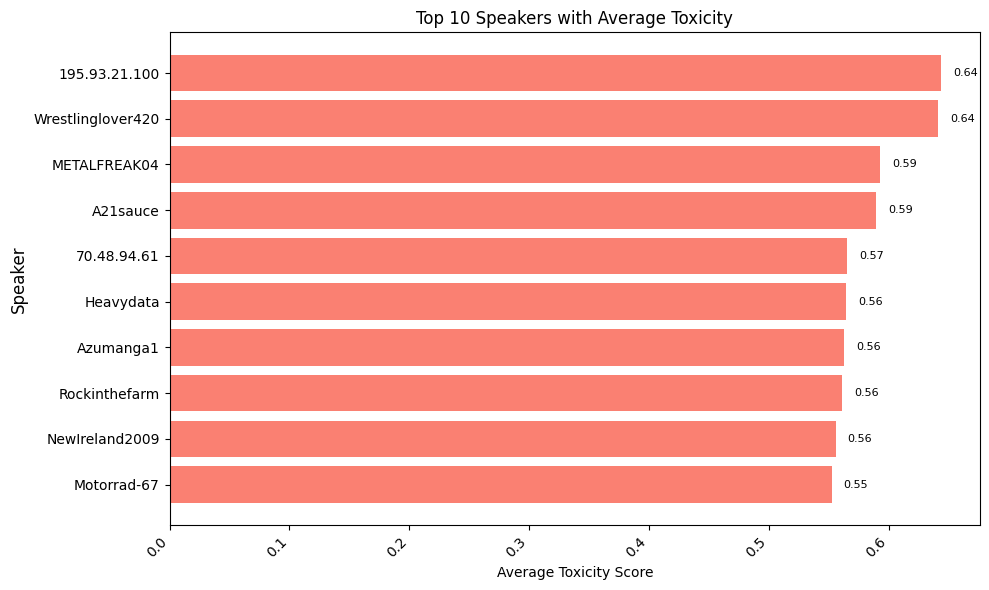 Top 10 Speakers with Average Toxicity
Speaker
195.93.21.100 0.64
Wrestlinglover420 0.64
METALFREAK04 0.59
A21sauce 0.59
70.48.94.61 0.57
Heavydata 0.56
Azumanga1 0.56
Rockinthefarm 0.56
NewIreland2009 0.56
Motorrad-67 0.55
0.0 0.1 0.2 0.3 0.4 0.5 0.6
Average Toxicity Score